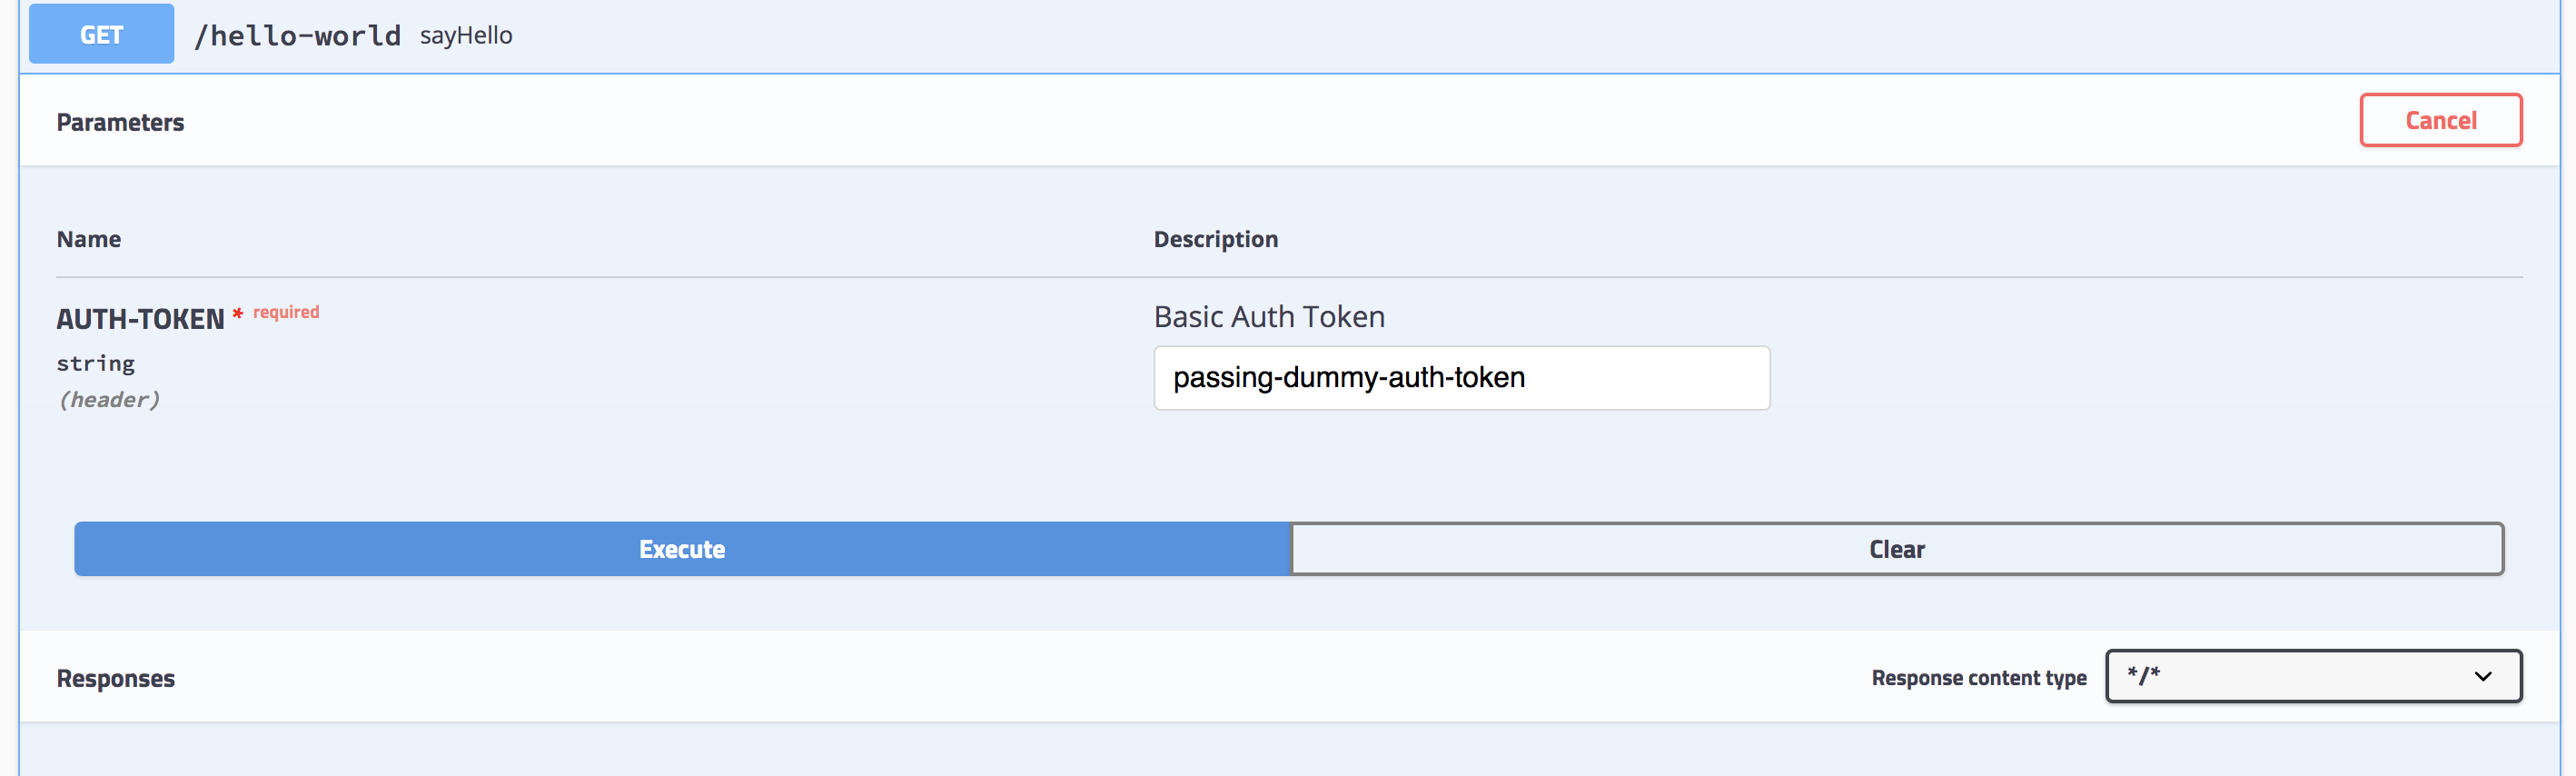 GET /hello-world sayHello
Parameters
Cancel
Name Description
AUTH-TOKEN * required
string
(header)
Basic Auth Token
passing-dummy-auth-token
Execute Clear
Responses
Response content type */*